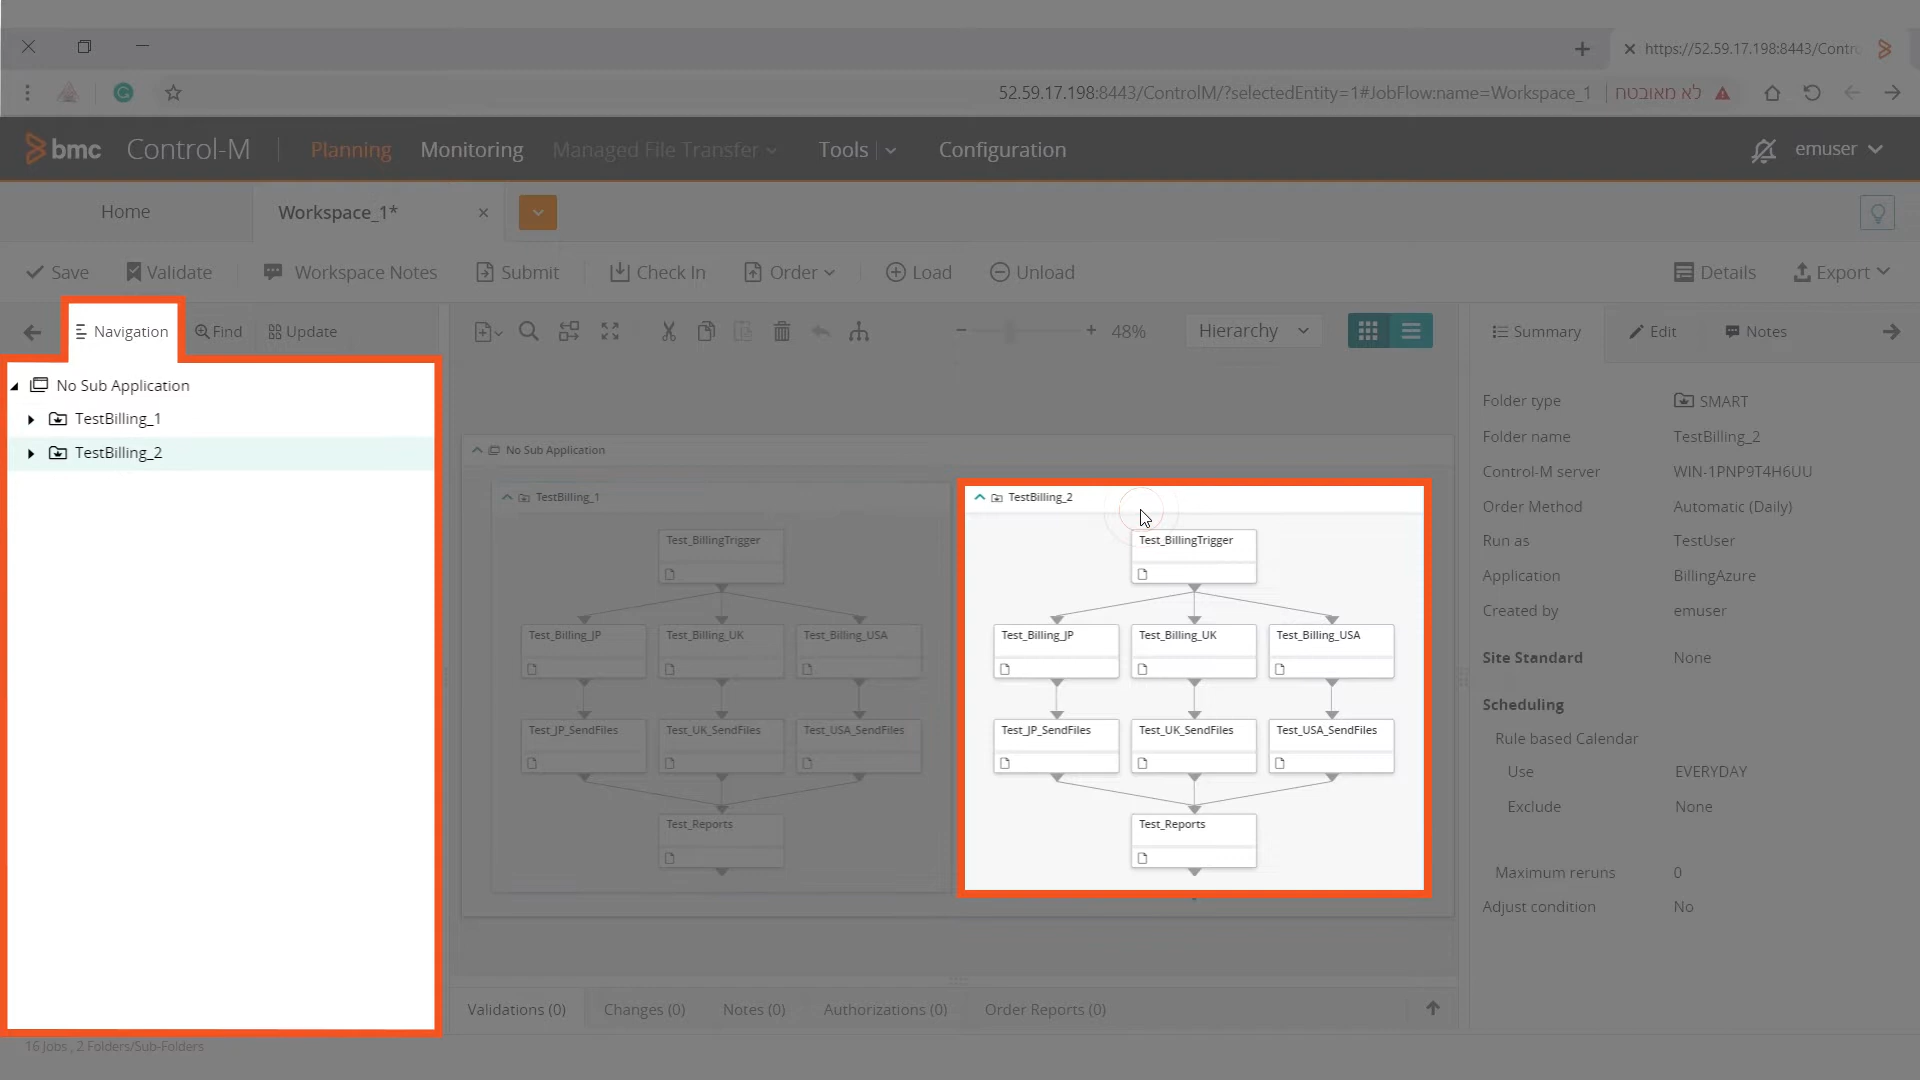 https://52.59.17.198:8443/Contro
52.59.17.198:8443/ControlM/?selectedEntity=1#JobFlow:name=Workspace_1 לא מאובטח
bmc Control-M Planning Monitoring Managed File Transfer Tools Configuration emuser
Home Workspace_1*
Save Validate Workspace Notes Submit Check In Order Load Unload Details Export
Navigation Find Update 48% Hierarchy Summary Edit Notes
No Sub Application
TestBilling_1
TestBilling_2
No Sub Application
TestBilling_1
Test_BillingTrigger
Test_Billing_JP Test_Billing_UK Test_Billing_USA
Test_JP_SendFiles Test_UK_SendFiles Test_USA_SendFiles
Test_Reports
TestBilling_2
Test_BillingTrigger
Test_Billing_JP Test_Billing_UK Test_Billing_USA
Test_JP_SendFiles Test_UK_SendFiles Test_USA_SendFiles
Test_Reports
Folder type SMART
Folder name TestBilling_2
Control-M server WIN-1PNP9T4H6UU
Order Method Automatic (Daily)
Run as TestUser
Application BillingAzure
Created by emuser
Site Standard None
Scheduling
Rule based Calendar
Use EVERYDAY
Exclude None
Maximum reruns 0
Adjust condition No
Validations (0) Changes (0) Notes (0) Authorizations (0) Order Reports (0)
16 Jobs , 2 Folders/Sub-Folders